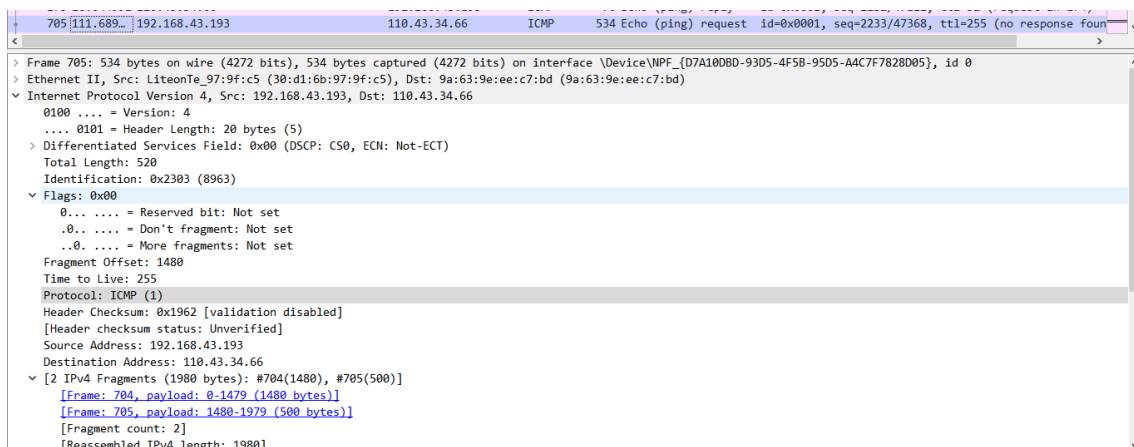 705 111.689… 192.168.43.193 110.43.34.66 ICMP 534 Echo (ping) request id=0x0001, seq=2233/47368, ttl=255 (no response foun
Frame 705: 534 bytes on wire (4272 bits), 534 bytes captured (4272 bits) on interface \Device\NPF_{D7A10DBD-93D5-4F5B-95D5-A4C7F7828D05}, id 0
Ethernet II, Src: LiteonTe_97:9f:c5 (30:d1:6b:97:9f:c5), Dst: 9a:63:9e:ee:c7:bd (9a:63:9e:ee:c7:bd)
Internet Protocol Version 4, Src: 192.168.43.193, Dst: 110.43.34.66
0100 .... = Version: 4
.... 0101 = Header Length: 20 bytes (5)
Differentiated Services Field: 0x00 (DSCP: CS0, ECN: Not-ECT)
Total Length: 520
Identification: 0x2303 (8963)
Flags: 0x00
0... .... = Reserved bit: Not set
.0.. .... = Don't fragment: Not set
..0. .... = More fragments: Not set
Fragment Offset: 1480
Time to Live: 255
Protocol: ICMP (1)
Header Checksum: 0x1962 [validation disabled]
[Header checksum status: Unverified]
Source Address: 192.168.43.193
Destination Address: 110.43.34.66
[2 IPv4 Fragments (1980 bytes): #704(1480), #705(500)]
[Frame: 704, payload: 0-1479 (1480 bytes)]
[Frame: 705, payload: 1480-1979 (500 bytes)]
[Fragment count: 2]
[Reassembled IPv4 length: 1980]